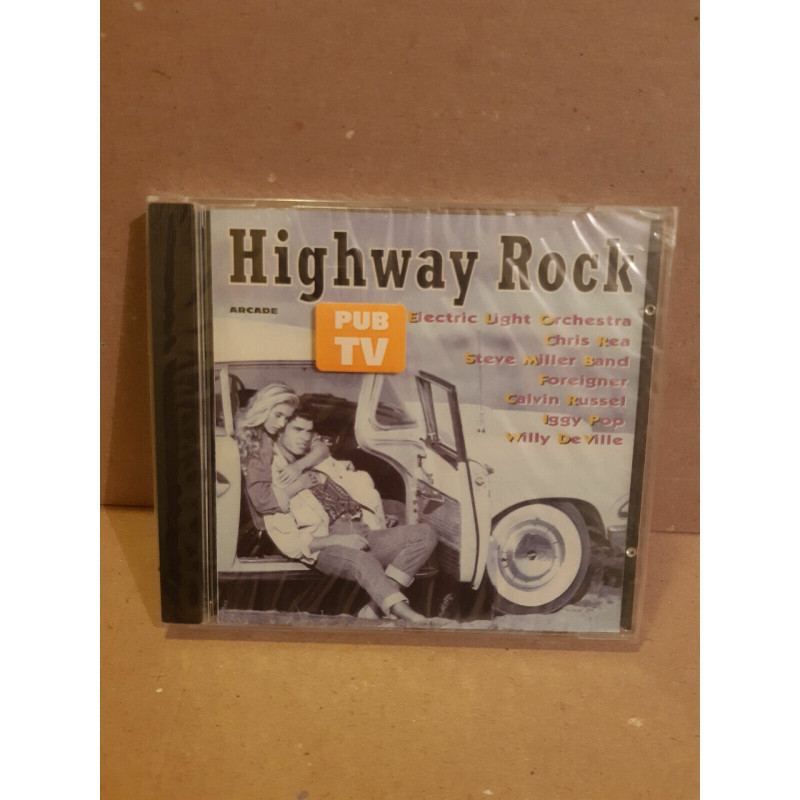 Highway Rock
ARCADE
PUB
TV
Electric Light Orchestra
Chris Rea
Steve Miller Band
Foreigner
Calvin Russel
Iggy Pop
Willy DeVille